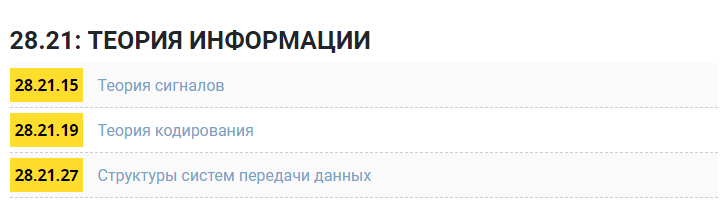 28.21: ТЕОРИЯ ИНФОРМАЦИИ
28.21.15 Теория сигналов
28.21.19 Теория кодирования
28.21.27 Структуры систем передачи данных